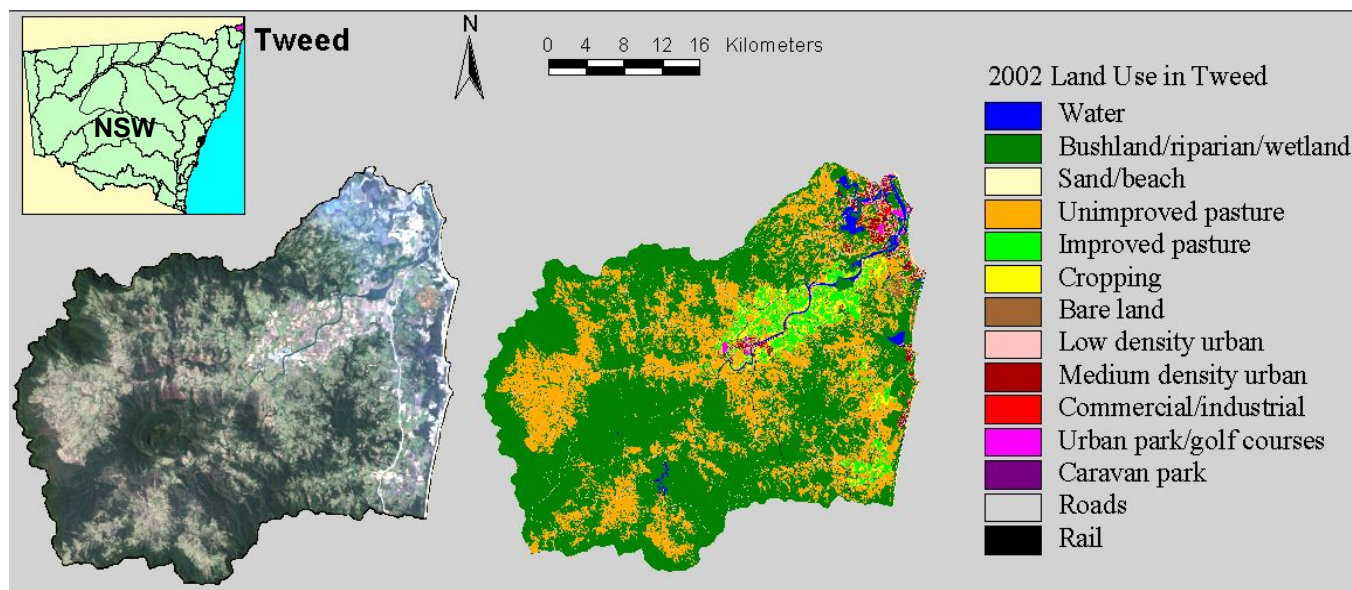 Tweed
NSW
N
0 4 8 12 16 Kilometers
2002 Land Use in Tweed
Water
Bushland/riparian/wetland
Sand/beach
Unimproved pasture
Improved pasture
Cropping
Bare land
Low density urban
Medium density urban
Commercial/industrial
Urban park/golf courses
Caravan park
Roads
Rail